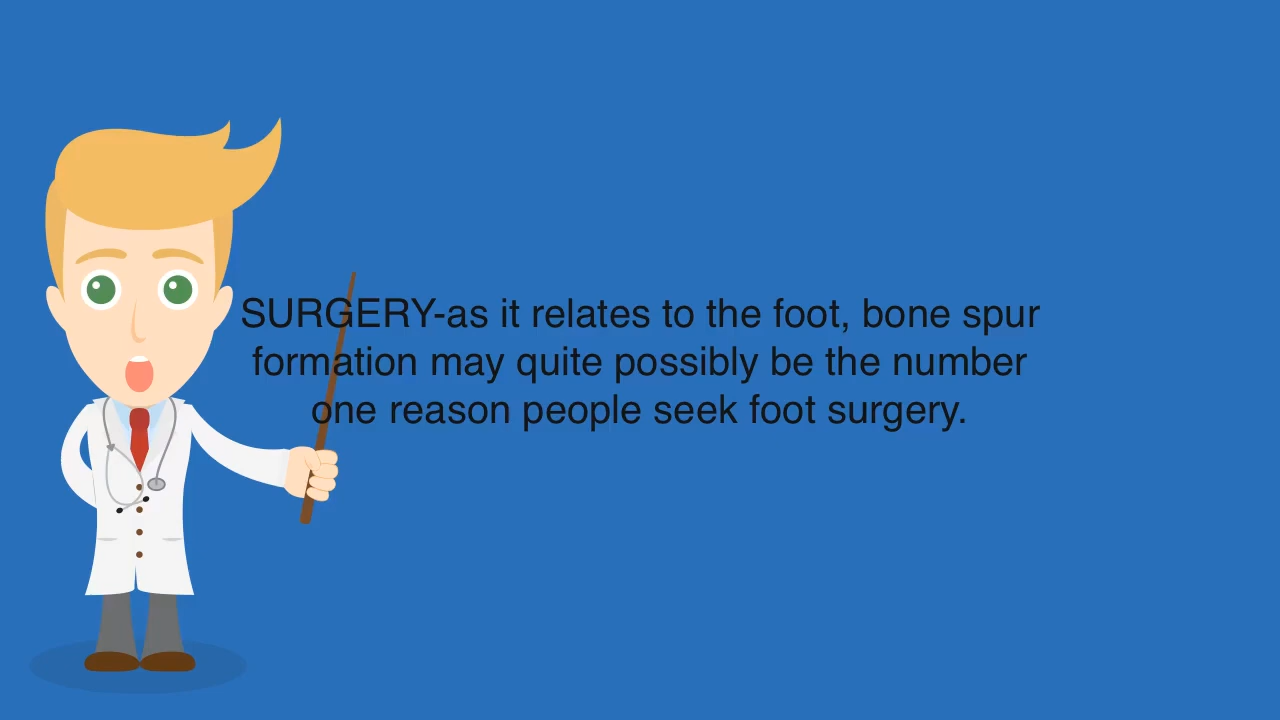 SURGERY-as it relates to the foot, bone spur
formation may quite possibly be the number
one reason people seek foot surgery.